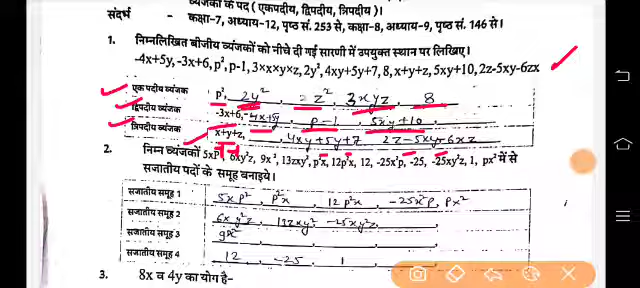 व्यंजक के पद ( एकपदीय, द्विपदीय, त्रिपदीय )।
संदर्भ - कक्षा-7, अध्याय-12, पृष्ठ सं. 253 से, कक्षा-8, अध्याय-9, पृष्ठ सं. 146 से।
1. निम्नलिखित बीजीय व्यंजकों को नीचे दी गई सारणी में उपयुक्त स्थान पर लिखिए।
-4x+5y, -3x+6, p², p-1, 3×x×y×z, 2y², 4xy+5y+7, 8, x+y+z, 5xy+10, 2z-5xy-6zx
एक पदीय व्यंजक p², 2y², 2z², 3xyz, 8
द्विपदीय व्यंजक -3x+6, -4x+5y, p-1, 5xy+10
त्रिपदीय व्यंजक x+y+z, 4xy+5y+7 2z-5xy-6xz
2. निम्न व्यंजकों 5xp², 6xy²z, 9x², 13zxy², p²x, 12p²x, 12, -25x²p, -25, -25xy²z, 1, px² में से
सजातीय पदों के समूह बनाइये।
सजातीय समूह 1 5xp², p²x, 12p²x, -25x²p, px²
सजातीय समूह 2 6xy²z, 13zxy², -25xy²z,
सजातीय समूह 3 9x²
सजातीय समूह 4 12, -25, 1
3. 8x व 4y का योग है-